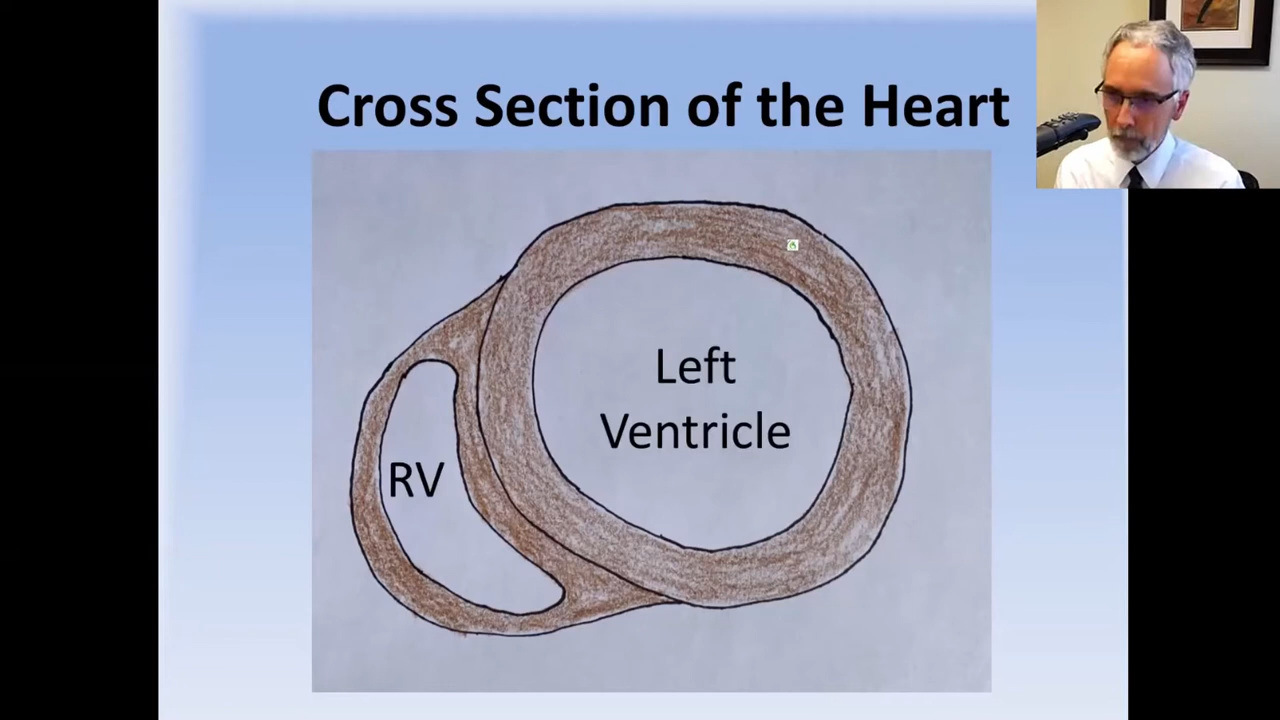 Cross Section of the Heart
Left
Ventricle
RV